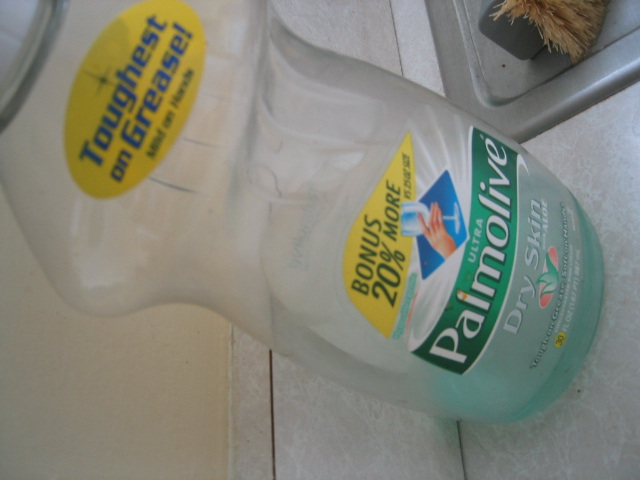 Toughest
on Grease!
Mild on Hands
BONUS
20% MORE
ULTRA
Palmolive
Dry Skin